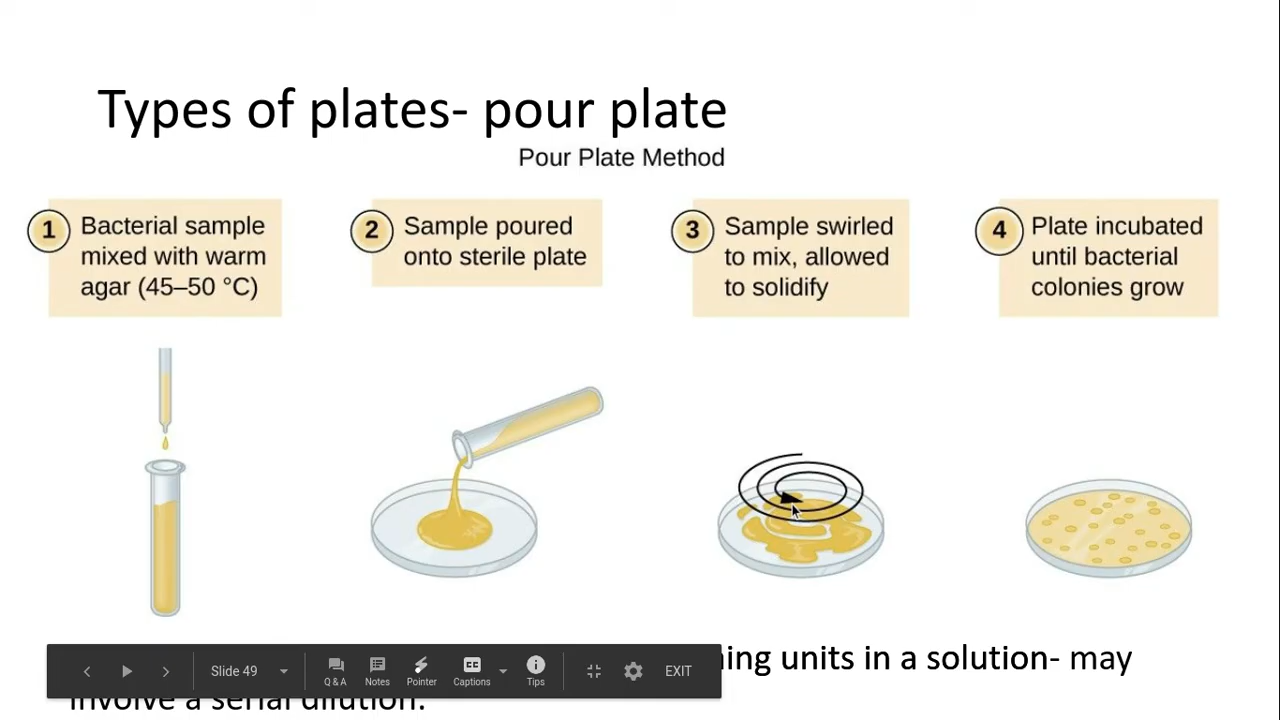 Types of plates- pour plate
Pour Plate Method
1
Bacterial sample
mixed with warm
agar (45–50 °C)
2
Sample poured
onto sterile plate
3
Sample swirled
to mix, allowed
to solidify
4
Plate incubated
until bacterial
colonies grow
units in a solution- may
involve a serial dilution.
Slide 49
Q & A
Notes
Pointer
CC
Captions
Tips
EXIT